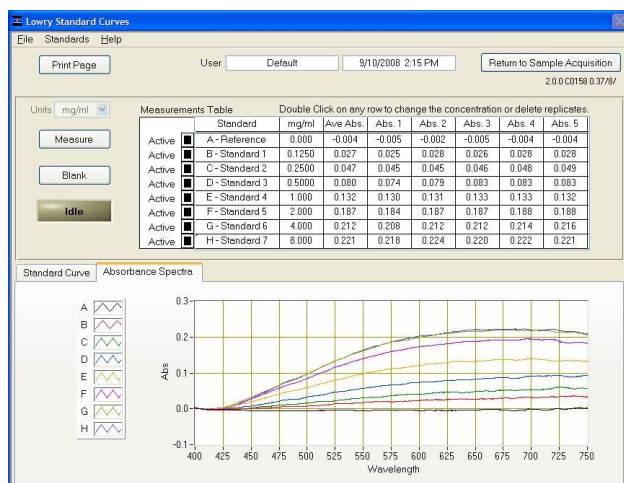 Lowry Standard Curves
File Standards Help
Print Page User Default 9/10/2008 2:15 PM Return to Sample Acquisition
2.0.0 C0158 0.37/8/
Units mg/ml Measurements Table Double Click on any row to change the concentration or delete replicates.
Standard mg/ml Ave Abs. Abs. 1 Abs. 2 Abs. 3 Abs. 4 Abs. 5
Active A - Reference 0.000 -0.004 -0.005 -0.002 -0.005 -0.004 -0.004
Measure Active B - Standard 1 0.1250 0.027 0.025 0.028 0.026 0.028 0.028
Active C - Standard 2 0.2500 0.047 0.045 0.045 0.046 0.048 0.049
Blank Active D - Standard 3 0.5000 0.080 0.074 0.079 0.083 0.083 0.083
Active E - Standard 4 1.000 0.132 0.130 0.131 0.133 0.133 0.132
Idle Active F - Standard 5 2.000 0.187 0.184 0.187 0.187 0.188 0.188
Active G - Standard 6 4.000 0.212 0.208 0.212 0.212 0.214 0.216
Active H - Standard 7 8.000 0.221 0.218 0.224 0.220 0.222 0.221
Standard Curve Absorbance Spectra
A
B
C
D
E
F
G
H
Abs
0.3
0.2
0.1
0.0
-0.1
400 425 450 475 500 525 550 575 600 625 650 675 700 725 750
Wavelength